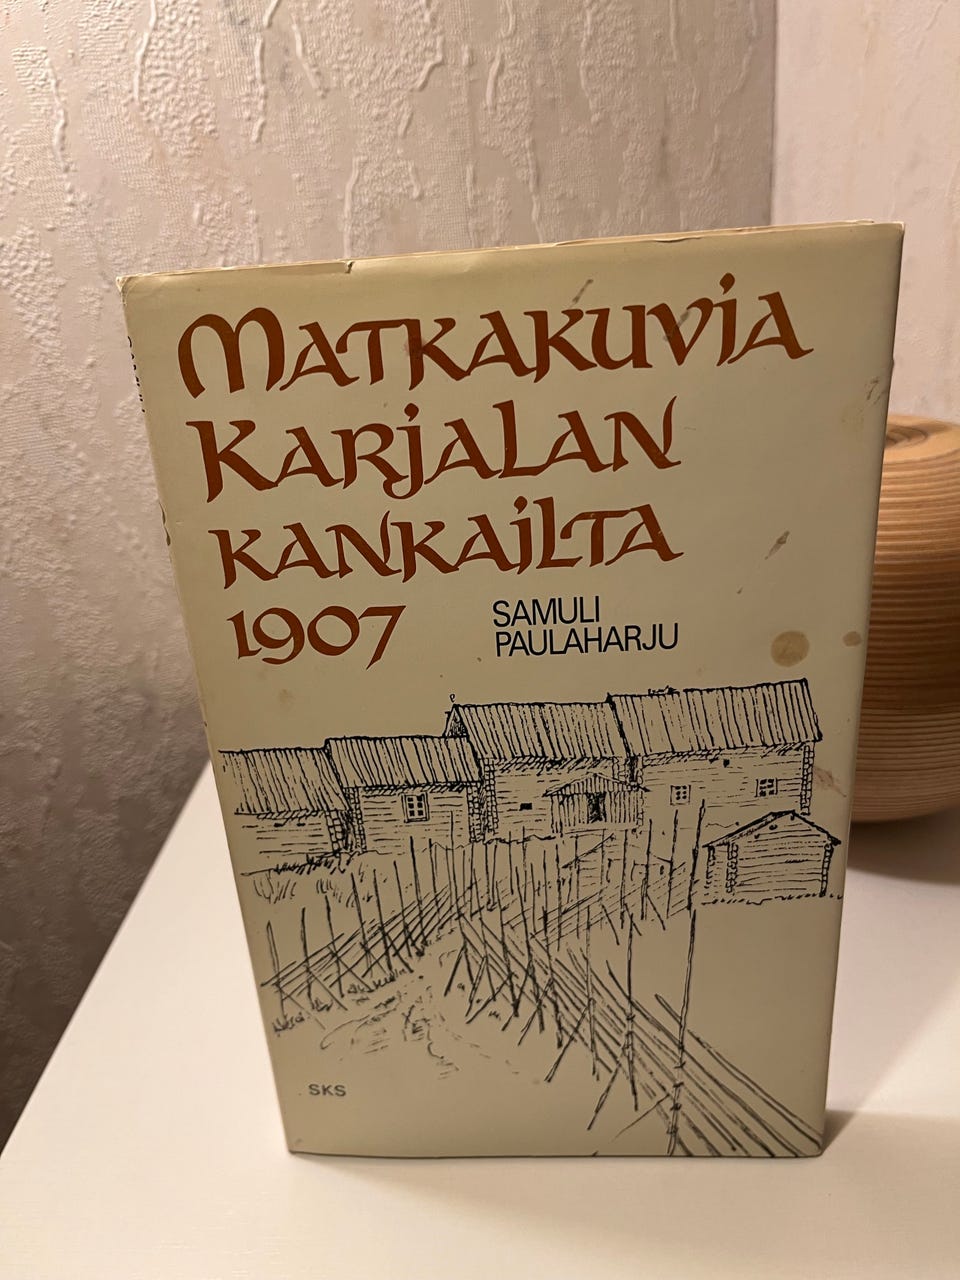 MATKAKUVIA
KARJALAN
KANKAILTA
1907
SAMULI
PAULAHARJU
SKS